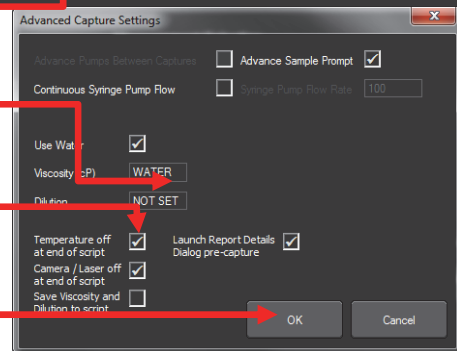 Advanced Capture Settings
Advance Pumps Between Captures Advance Sample Prompt
Continuous Syringe Pump Flow Syringe Pump Flow Rate 100
Use Water
Viscosity (cP) WATER
Dilution NOT SET
Temperature off
at end of script
Launch Report Details
Dialog pre-capture
Camera / Laser off
at end of script
Save Viscosity and
Dilution to script
OK Cancel